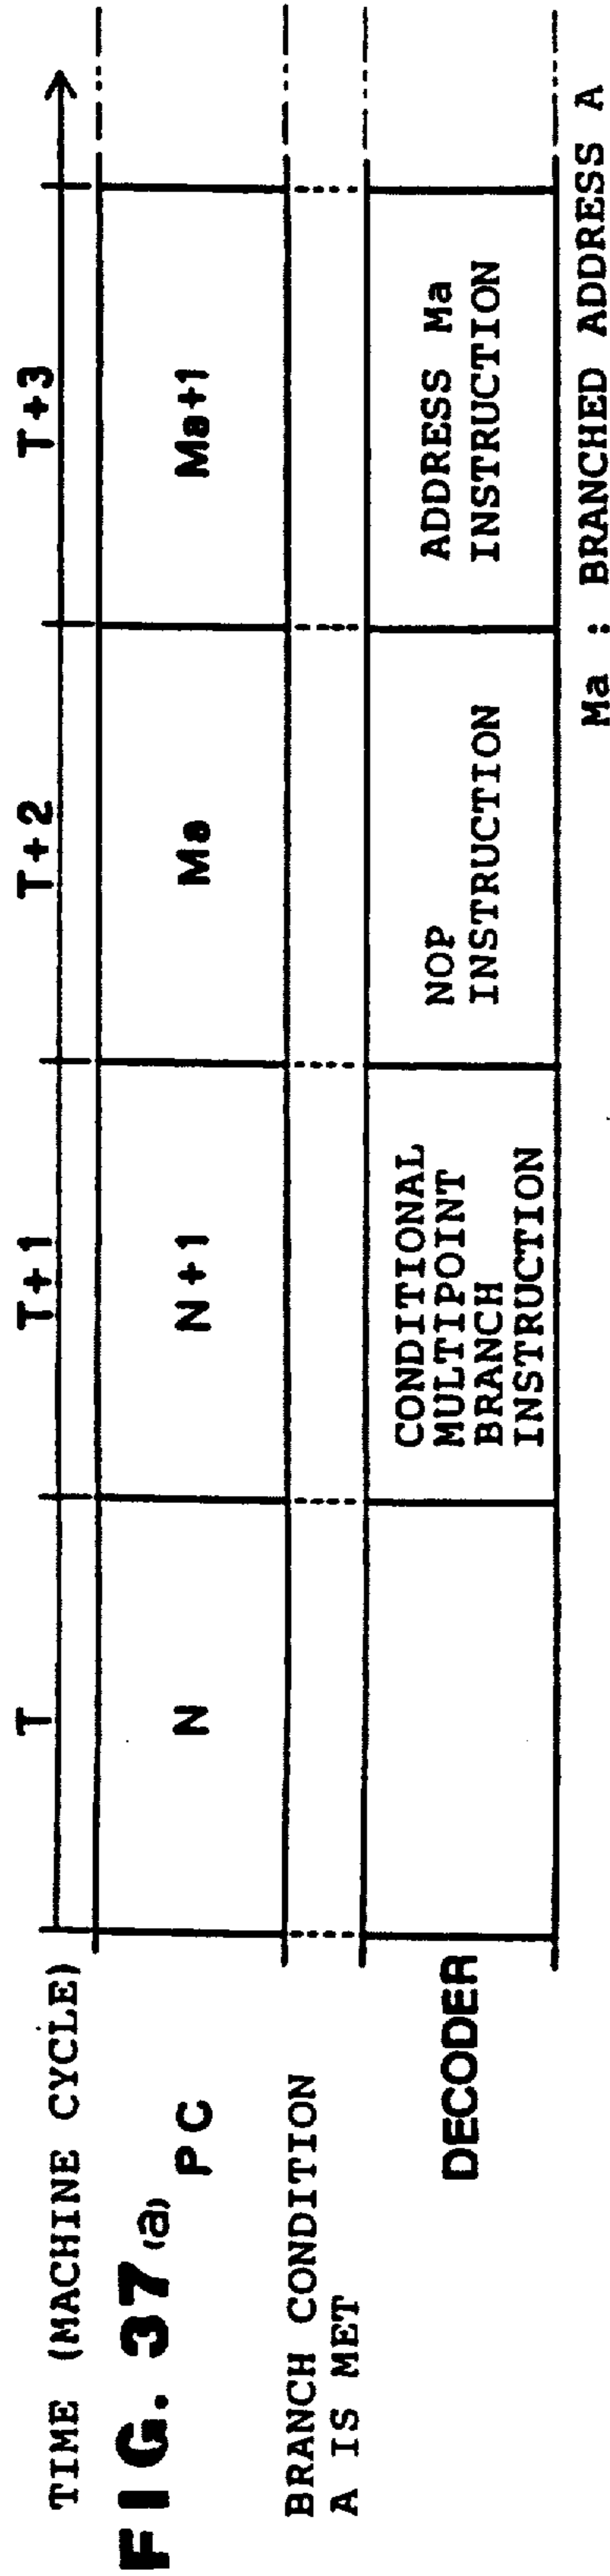 TIME (MACHINE CYCLE)
T T+1 T+2 T+3
FIG. 37(a)
PC
N N+1 Ma Ma+1
BRANCH CONDITION
A IS MET
DECODER
CONDITIONAL
MULTIPOINT
BRANCH
INSTRUCTION
NOP
INSTRUCTION
ADDRESS Ma
INSTRUCTION
Ma : BRANCHED ADDRESS A